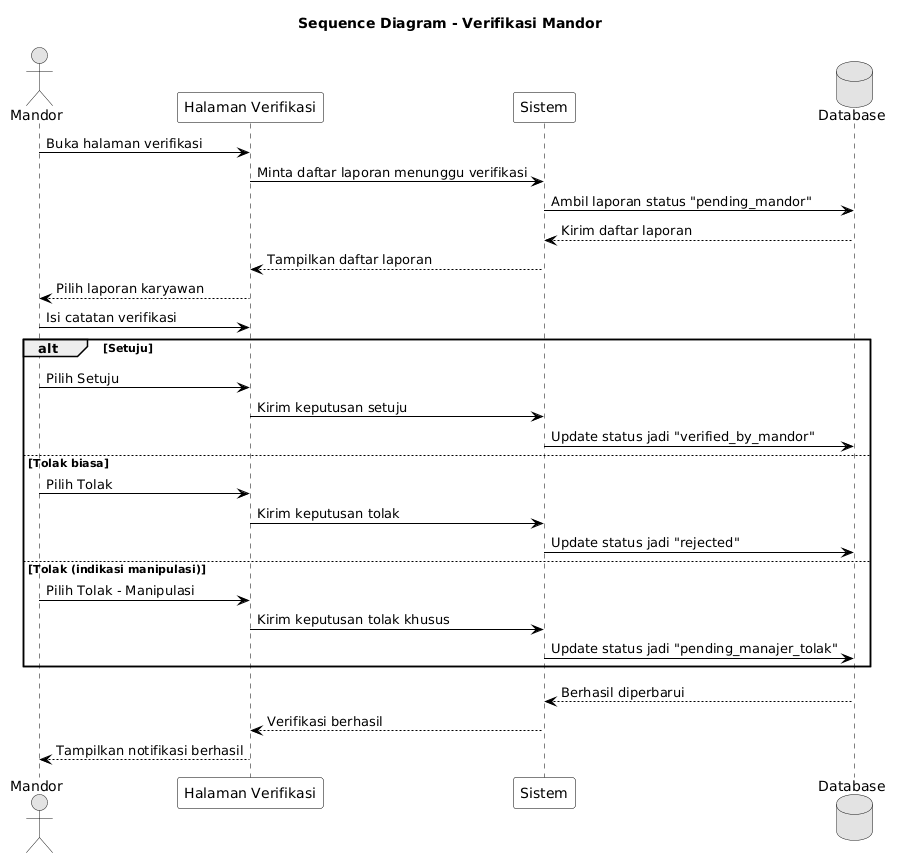 Sequence Diagram - Verifikasi Mandor
Mandor
Halaman Verifikasi
Sistem
Database
Buka halaman verifikasi
Minta daftar laporan menunggu verifikasi
Ambil laporan status "pending_mandor"
Kirim daftar laporan
Tampilkan daftar laporan
Pilih laporan karyawan
Isi catatan verifikasi
alt [Setuju]
Pilih Setuju
Kirim keputusan setuju
Update status jadi "verified_by_mandor"
[Tolak biasa]
Pilih Tolak
Kirim keputusan tolak
Update status jadi "rejected"
[Tolak (indikasi manipulasi)]
Pilih Tolak - Manipulasi
Kirim keputusan tolak khusus
Update status jadi "pending_manajer_tolak"
Berhasil diperbarui
Verifikasi berhasil
Tampilkan notifikasi berhasil
Mandor
Halaman Verifikasi
Sistem
Database